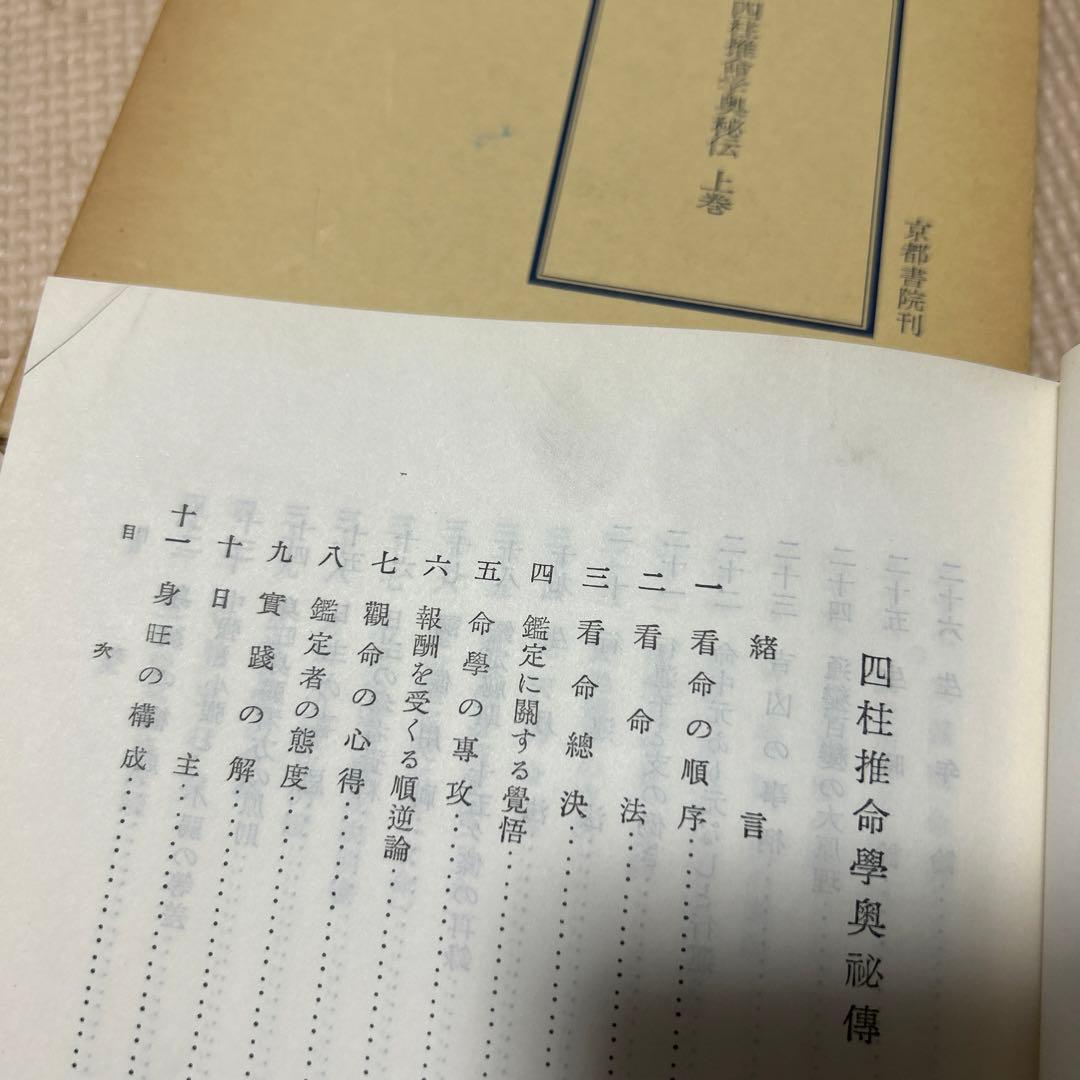 四柱推命学奥秘伝 上巻
京都書院刊
四柱推命學奥祕傳
緒言
一 看命の順序
二 看命法
三 看命總決
四 鑑定に關する覺悟
五 命學の專攻
六 報酬を受くる順逆論
七 觀命の心得
八 鑑定者の態度
九 實踐の解
十 日主
十一 身旺の構成
目次